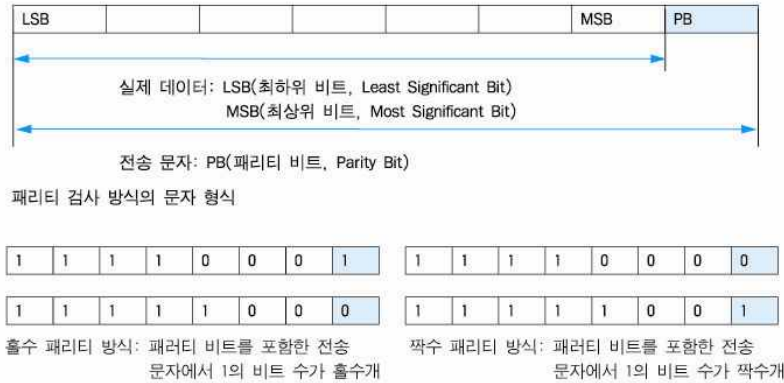 LSB MSB PB
실제 데이터: LSB(최하위 비트, Least Significant Bit)
MSB(최상위 비트, Most Significant Bit)
전송 문자: PB(패리티 비트, Parity Bit)
패리티 검사 방식의 문자 형식
1 1 1 1 0 0 0 1 1 1 1 1 0 0 0 0
1 1 1 1 1 0 0 0 1 1 1 1 1 0 0 1
홀수 패리티 방식: 패러티 비트를 포함한 전송 짝수 패리티 방식: 패러티 비트를 포함한 전송
문자에서 1의 비트 수가 홀수개 문자에서 1의 비트 수가 짝수개